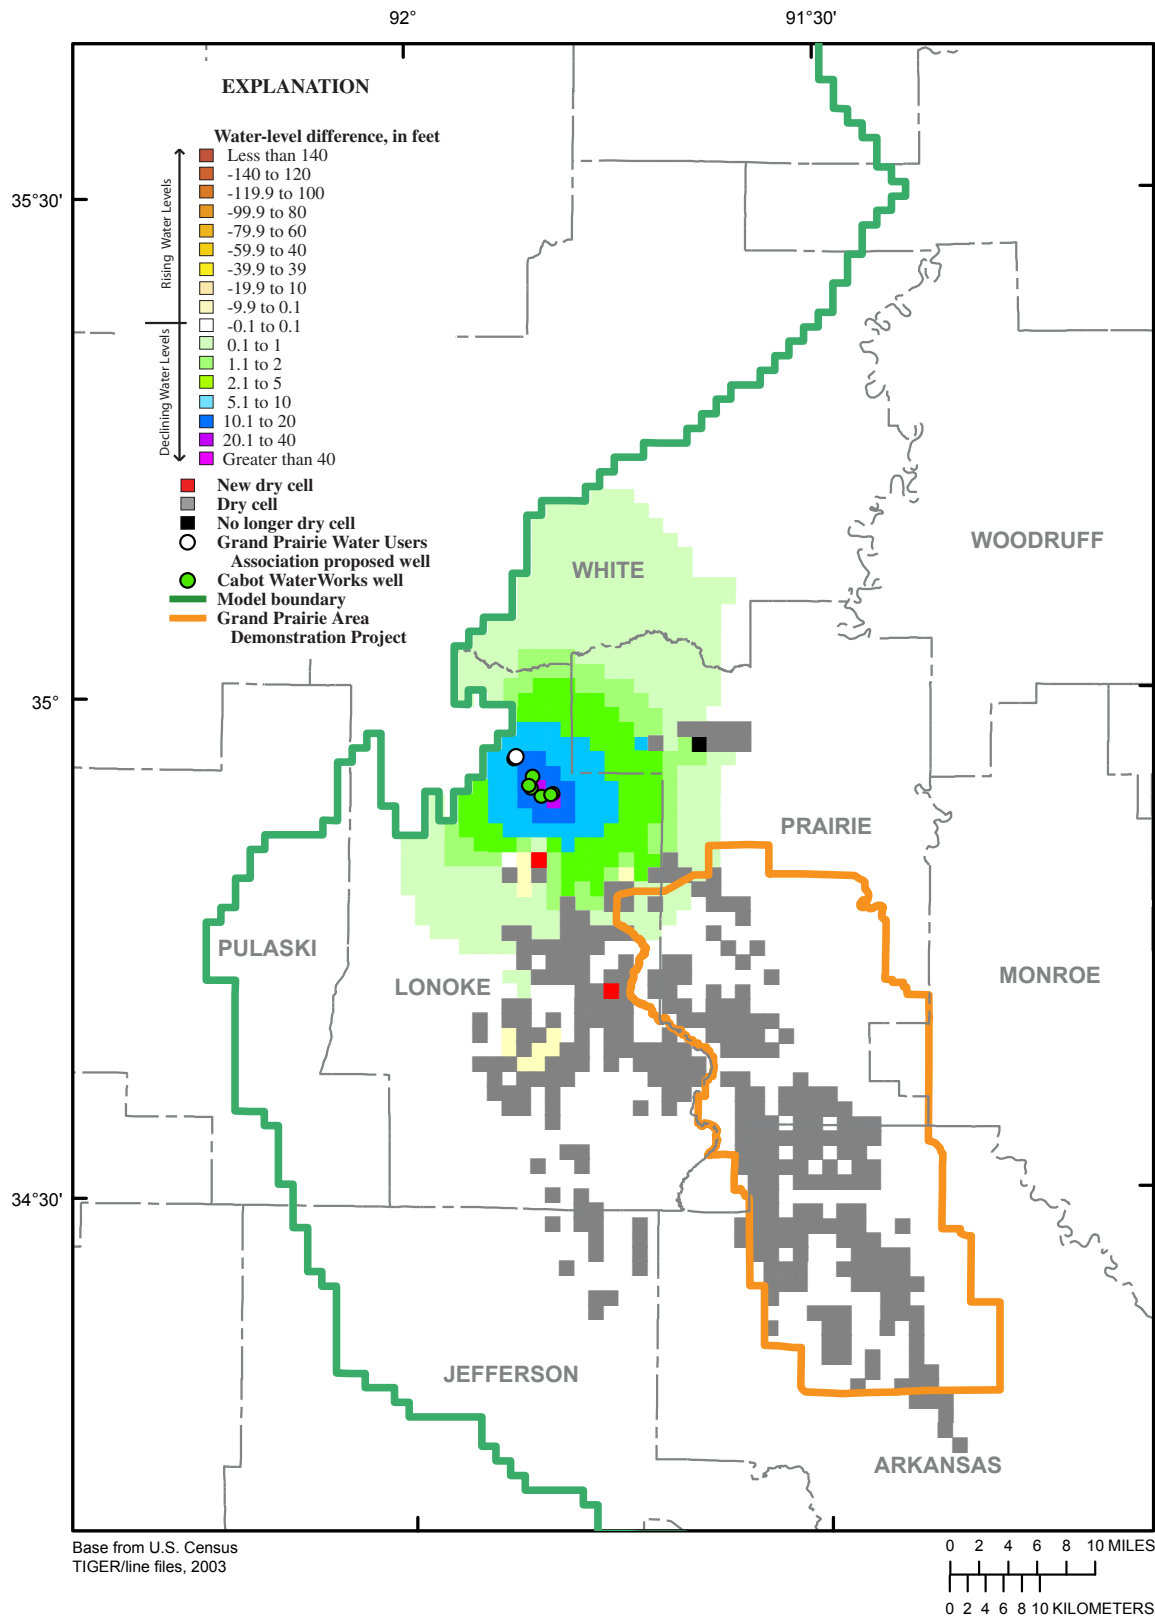 92°
91°30'
EXPLANATION
Water-level difference, in feet
Less than 140
-140 to 120
-119.9 to 100
-99.9 to 80
-79.9 to 60
-59.9 to 40
-39.9 to 39
-19.9 to 10
-9.9 to 0.1
-0.1 to 0.1
0.1 to 1
1.1 to 2
2.1 to 5
5.1 to 10
10.1 to 20
20.1 to 40
Greater than 40
Rising Water Levels
Declining Water Levels
New dry cell
Dry cell
No longer dry cell
Grand Prairie Water Users
Association proposed well
Cabot WaterWorks well
Model boundary
Grand Prairie Area
Demonstration Project
35°30'
35°
34°30'
WOODRUFF
WHITE
PRAIRIE
PULASKI
LONOKE
MONROE
JEFFERSON
ARKANSAS
Base from U.S. Census
TIGER/line files, 2003
0 2 4 6 8 10 MILES
0 2 4 6 8 10 KILOMETERS